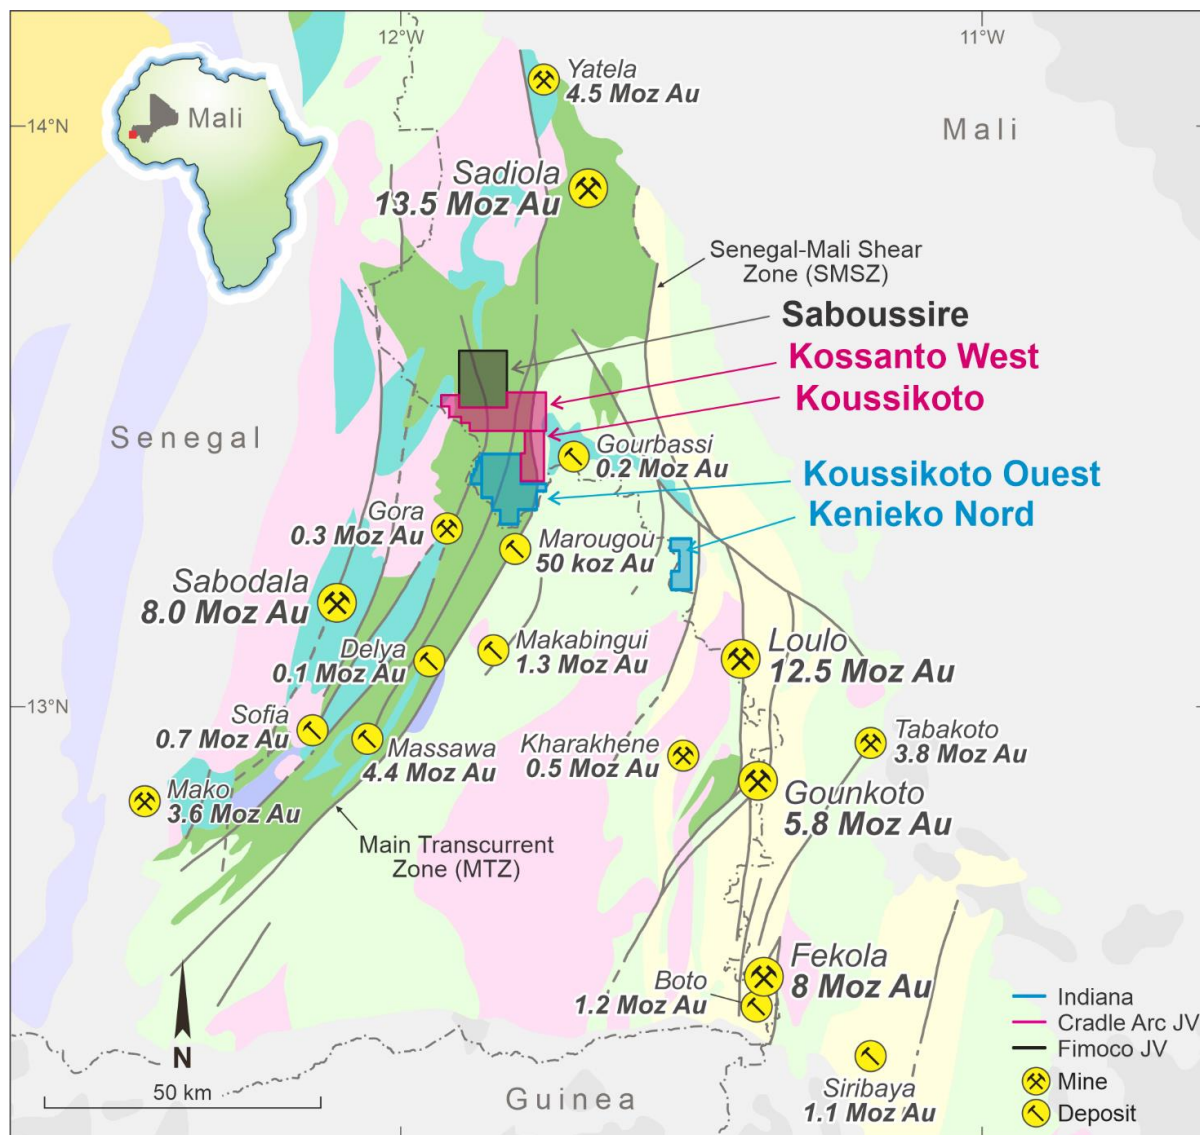 12°W
11°W
Yatela
4.5 Moz Au
14°N
Mali
Mali
Sadiola
13.5 Moz Au
Senegal-Mali Shear
Zone (SMSZ)
Saboussire
Kossanto West
Koussikoto
Senegal
Gourbassi
0.2 Moz Au
Koussikoto Ouest
Kenieko Nord
Gora
0.3 Moz Au
Marougou
50 koz Au
Sabodala
8.0 Moz Au
Makabingui
1.3 Moz Au
Delya
0.1 Moz Au
Loulo
12.5 Moz Au
13°N
Sofia
0.7 Moz Au
Massawa
4.4 Moz Au
Kharakhene
0.5 Moz Au
Tabakoto
3.8 Moz Au
Mako
3.6 Moz Au
Gounkoto
5.8 Moz Au
Main Transcurrent
Zone (MTZ)
Fekola
8 Moz Au
Boto
1.2 Moz Au
N
50 km
Guinea
Siribaya
1.1 Moz Au
Indiana
Cradle Arc JV
Fimoco JV
Mine
Deposit